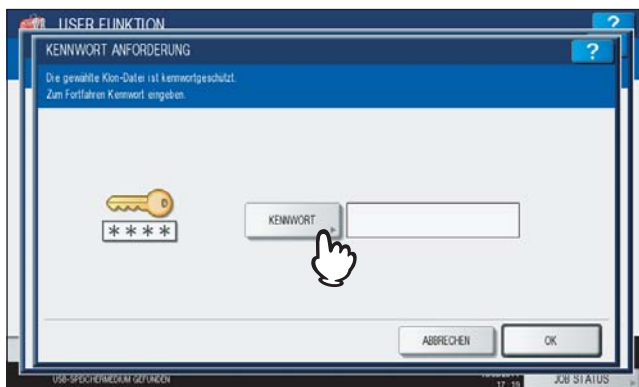 USER FUNKTION
?
KENNWORT ANFORDERUNG
?
Die gewählte Klon-Datei ist kennwortgeschützt.
Zum Fortfahren Kennwort eingeben.
KENNWORT
****
ABBRECHEN
OK
USB-SPEICHERMEDIUM GEFUNDEN
JOB STATUS